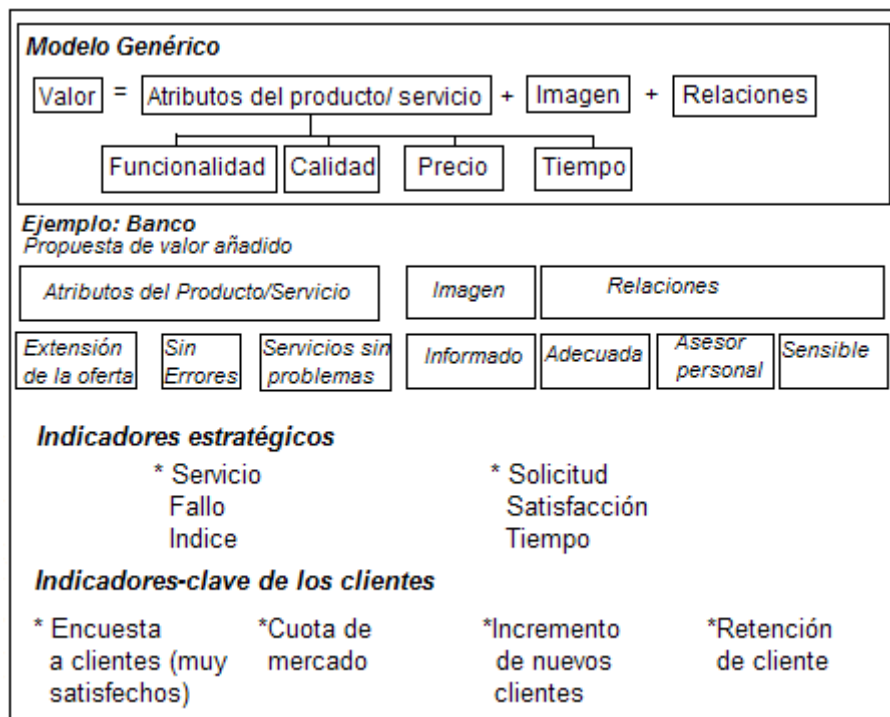 Modelo Genérico
Valor = Atributos del producto/ servicio + Imagen + Relaciones
Funcionalidad Calidad Precio Tiempo
Ejemplo: Banco
Propuesta de valor añadido
Atributos del Producto/Servicio Imagen Relaciones
Extensión
de la oferta
Sin
Errores
Servicios sin
problemas
Informado
Adecuada
Asesor
personal
Sensible
Indicadores estratégicos
* Servicio
Fallo
Indice
* Solicitud
Satisfacción
Tiempo
Indicadores-clave de los clientes
* Encuesta
a clientes (muy
satisfechos)
*Cuota de
mercado
*Incremento
de nuevos
clientes
*Retención
de cliente